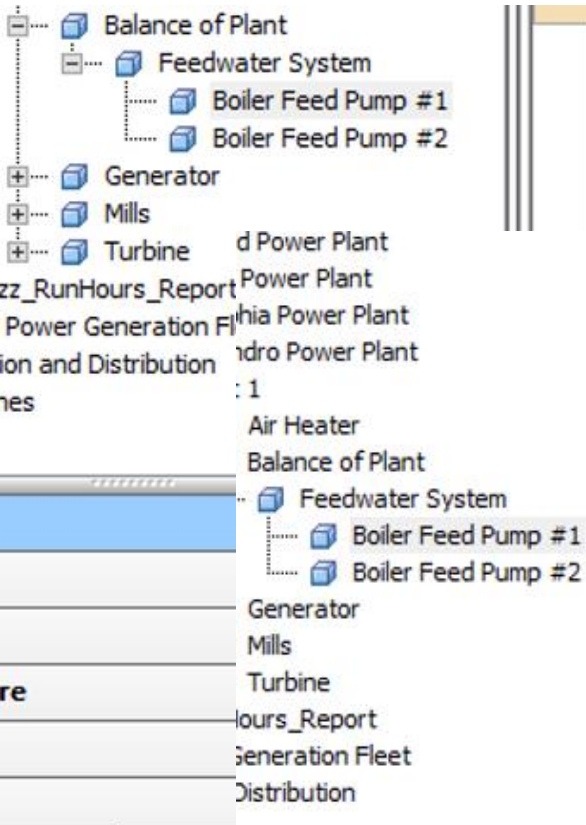 Balance of Plant
Feedwater System
Boiler Feed Pump #1
Boiler Feed Pump #2
Generator
Mills
Turbine
zz_RunHours_Report
Power Generation Fl
ion and Distribution
nes
re
d Power Plant
Power Plant
hia Power Plant
ndro Power Plant
1
Air Heater
Balance of Plant
Feedwater System
Boiler Feed Pump #1
Boiler Feed Pump #2
Generator
Mills
Turbine
ours_Report
Generation Fleet
Distribution